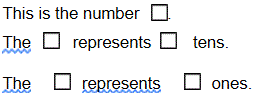 This is the number □.
The □ represents □ tens.
The □ represents □ ones.